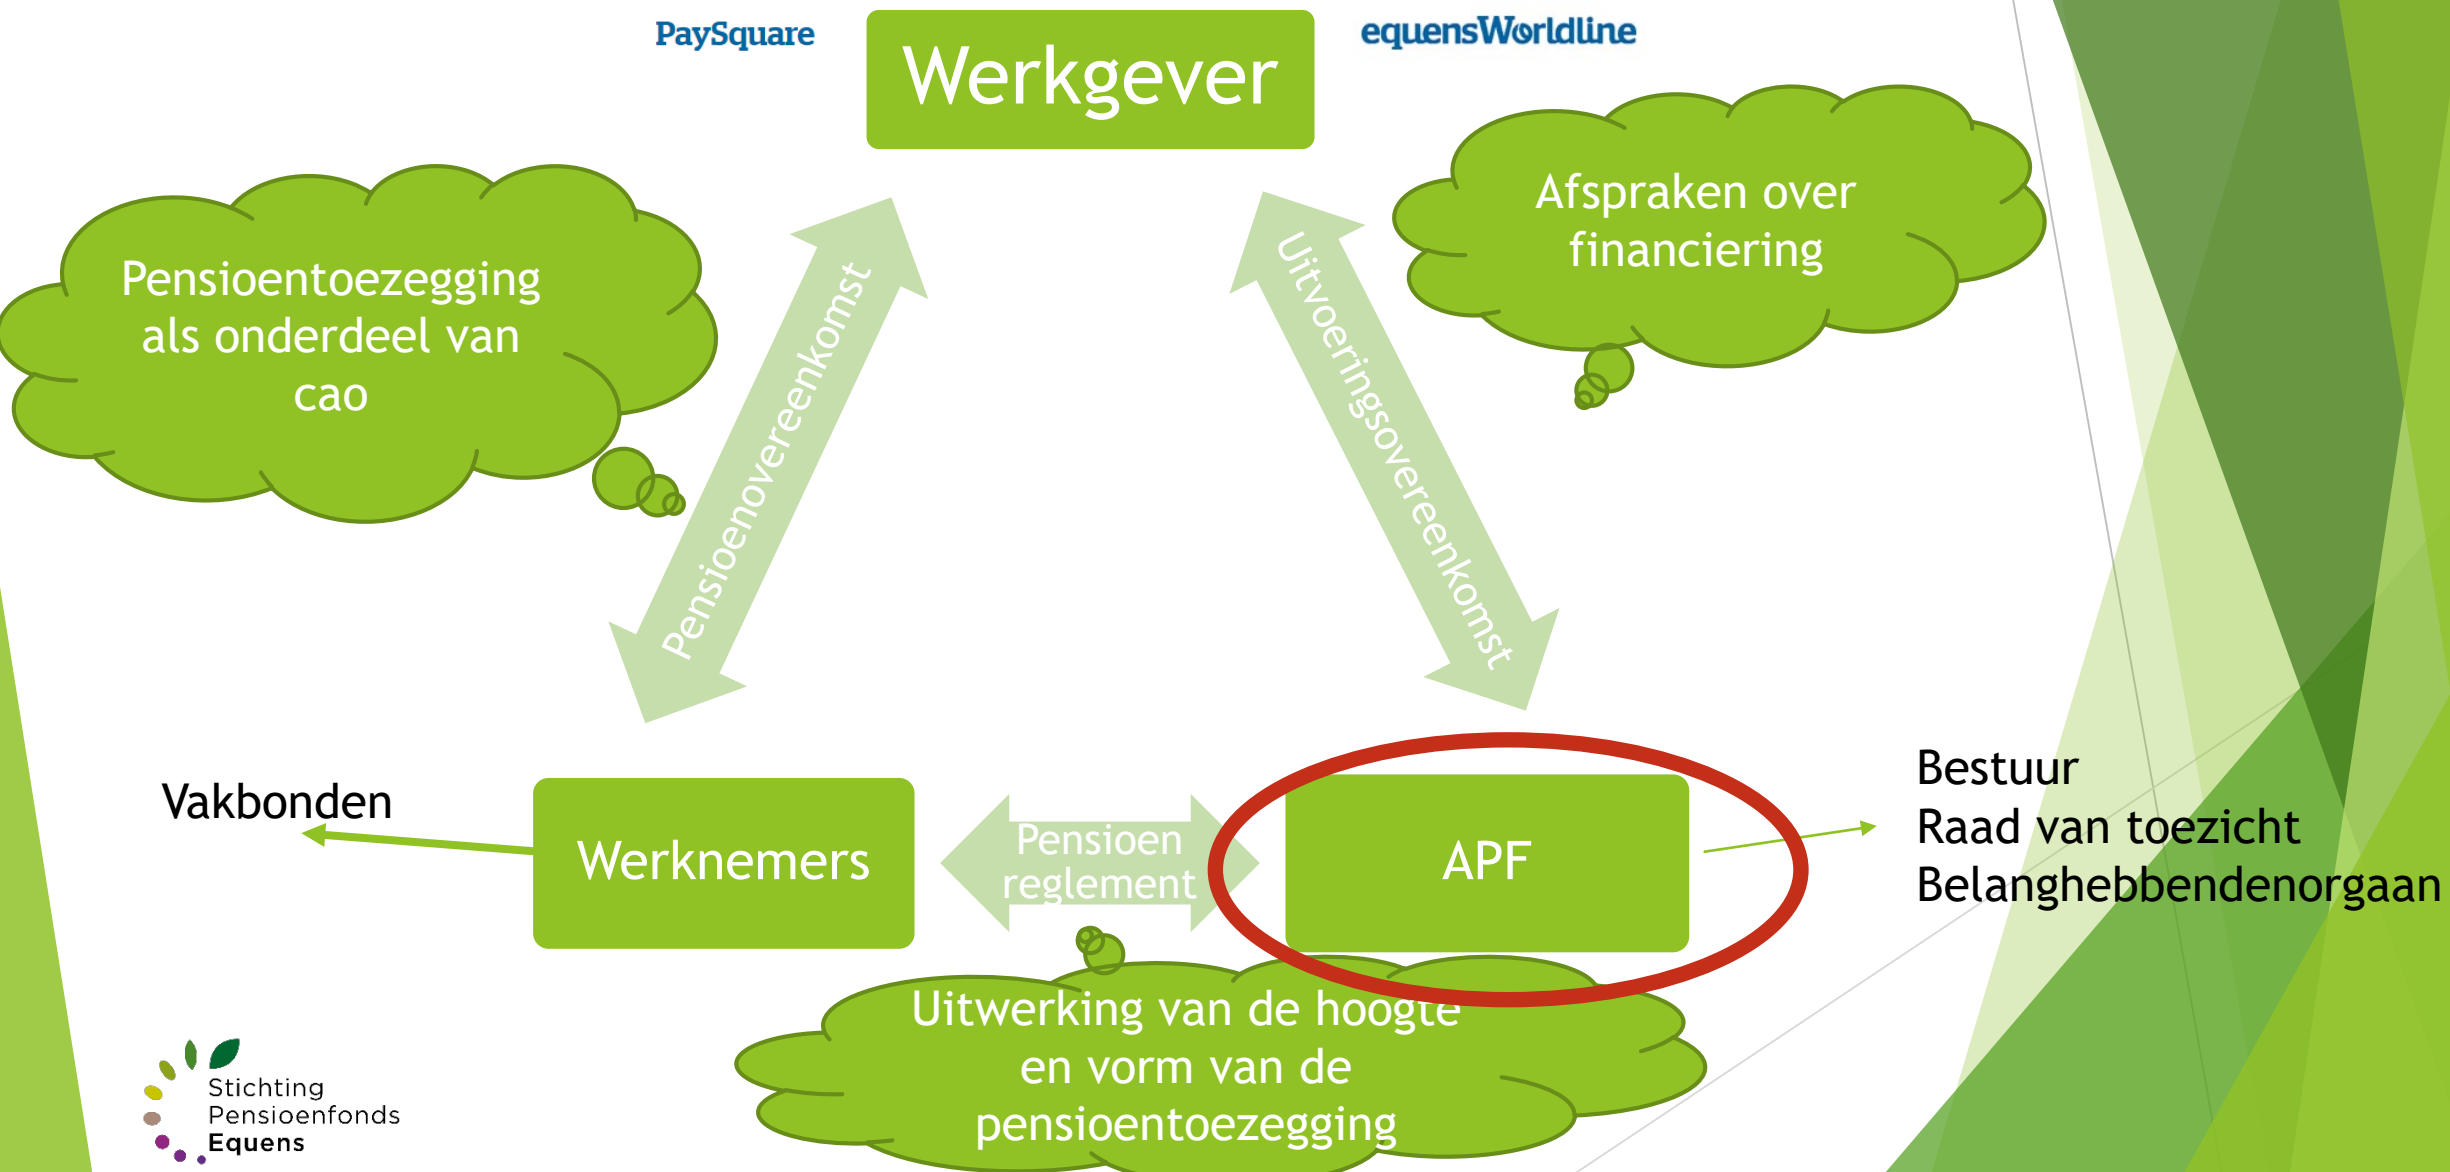 PaySquare
Werkgever
equensWorldline
Pensioentoezegging
als onderdeel van
cao
Afspraken over
financiering
Pensioenovereenkomst
Uitvoeringsovereenkomst
Vakbonden
Werknemers
Pensioen
reglement
APF
Bestuur
Raad van toezicht
Belanghebbendenorgaan
Uitwerking van de hoogte
en vorm van de
pensioentoezegging
Stichting
Pensioenfonds
Equens